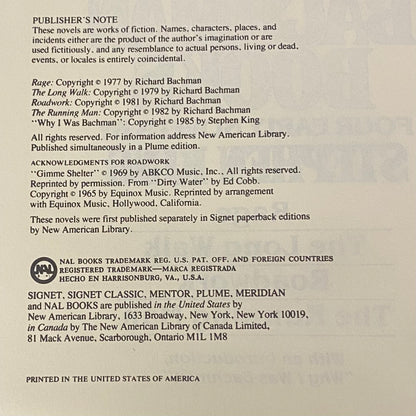 PUBLISHER'S NOTE
These novels are works of fiction. Names, characters, places, and
incidents either are the product of the author's imagination or are
used fictitiously, and any resemblance to actual persons, living or dead,
events, or locales is entirely coincidental.
Rage: Copyright © 1977 by Richard Bachman
The Long Walk: Copyright © 1979 by Richard Bachman
Roadwork: Copyright © 1981 by Richard Bachman
The Running Man: Copyright © 1982 by Richard Bachman
"Why I Was Bachman": Copyright © 1985 by Stephen King
All rights reserved. For information address New American Library.
Published simultaneously in a Plume edition.
ACKNOWLEDGMENTS FOR ROADWORK
"Gimme Shelter" © 1969 by ABKCO Music, Inc., All rights reserved.
Reprinted by permission. From "Dirty Water" by Ed Cobb.
Copyright © 1965 by Equinox Music. Reprinted by arrangement
with Equinox Music, Hollywood, California.
These novels were first published separately in Signet paperback editions
by New American Library.
NAL
NAL BOOKS TRADEMARK REG. U.S. PAT. OFF. AND FOREIGN COUNTRIES
REGISTERED TRADEMARK—MARCA REGISTRADA
HECHO EN HARRISONBURG, VA., U.S.A.
SIGNET, SIGNET CLASSIC, MENTOR, PLUME, MERIDIAN
and NAL BOOKS are published in the United States by
New American Library, 1633 Broadway, New York, New York 10019,
in Canada by The New American Library of Canada Limited,
81 Mack Avenue, Scarborough, Ontario M1L 1M8
PRINTED IN THE UNITED STATES OF AMERICA